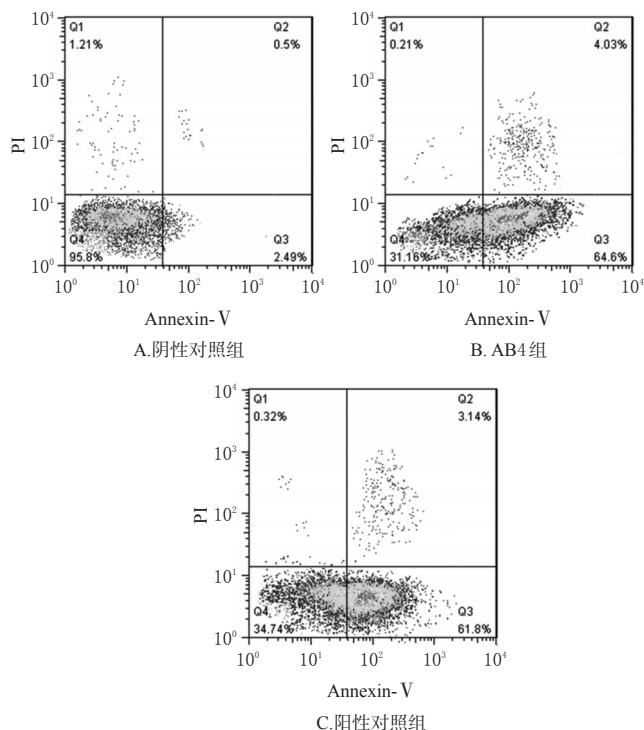 10⁴
Q1
1.21%
Q2
0.5%
10³
PI
10²
10¹
Q4
95.8%
Q3
2.49%
10⁰
10⁰ 10¹ 10² 10³ 10⁴
Annexin-Ⅴ
A.阴性对照组
10⁴
Q1
0.21%
Q2
4.03%
10³
PI
10²
10¹
Q4
31.16%
Q3
64.6%
10⁰
10⁰ 10¹ 10² 10³ 10⁴
Annexin-Ⅴ
B. AB4组
10⁴
Q1
0.32%
Q2
3.14%
10³
PI
10²
10¹
Q4
34.74%
Q3
61.8%
10⁰
10⁰ 10¹ 10² 10³ 10⁴
Annexin-Ⅴ
C.阳性对照组